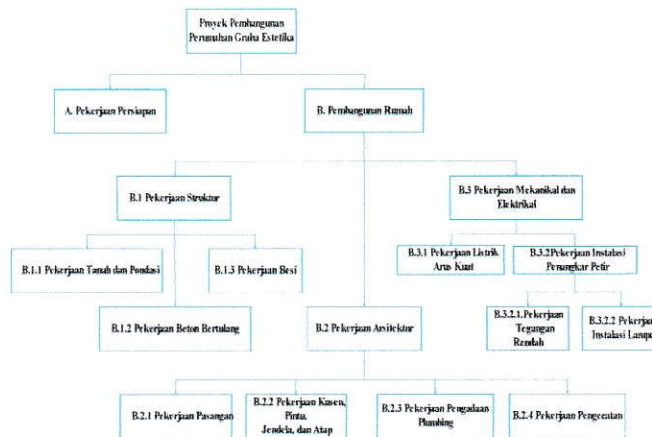 Proyek Pembangunan
Perumahan Graha Estetika
A. Pekerjaan Persiapan
B. Pembangunan Rumah
B.1 Pekerjaan Struktur
B.3 Pekerjaan Mekanikal dan
Elektrikal
B.1.1 Pekerjaan Tanah dan Pondasi
B.1.3 Pekerjaan Besi
B.3.1 Pekerjaan Listrik
Arus Kuat
B.3.2Pekerjaan Instalasi
Penangkar Petir
B.1.2 Pekerjaan Beton Bertulang
B.2 Pekerjaan Arsitektur
B.3.2.1.Pekerjaan
Tegangan
Rendah
B.3.2.2 Pekerjaan
Instalasi Lampu
B.2.1 Pekerjaan Pasangan
B.2.2 Pekerjaan Kusen,
Pintu,
Jendela, dan Atap
B.2.3 Pekerjaan Pengadaan
Plumbing
B.2.4 Pekerjaan Pengecatan